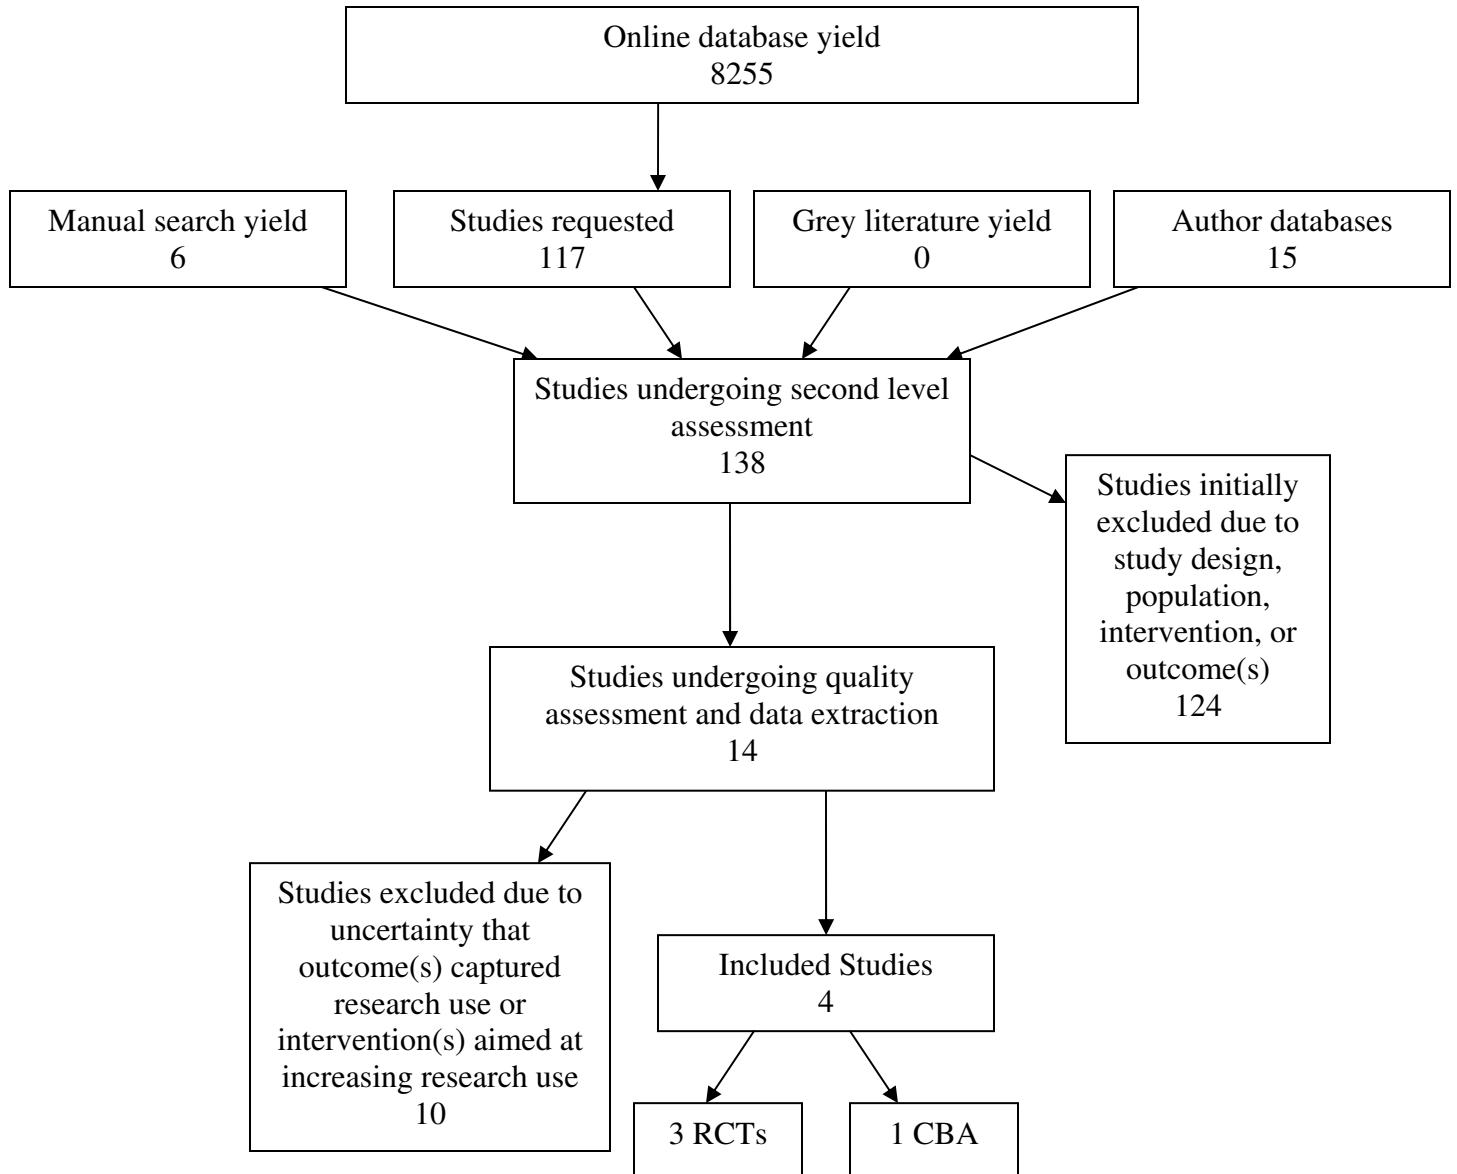 Online database yield
8255
Manual search yield
6
Studies requested
117
Grey literature yield
0
Author databases
15
Studies undergoing second level
assessment
138
Studies initially
excluded due to
study design,
population,
intervention, or
outcome(s)
124
Studies undergoing quality
assessment and data extraction
14
Studies excluded due to
uncertainty that
outcome(s) captured
research use or
intervention(s) aimed at
increasing research use
10
Included Studies
4
3 RCTs
1 CBA